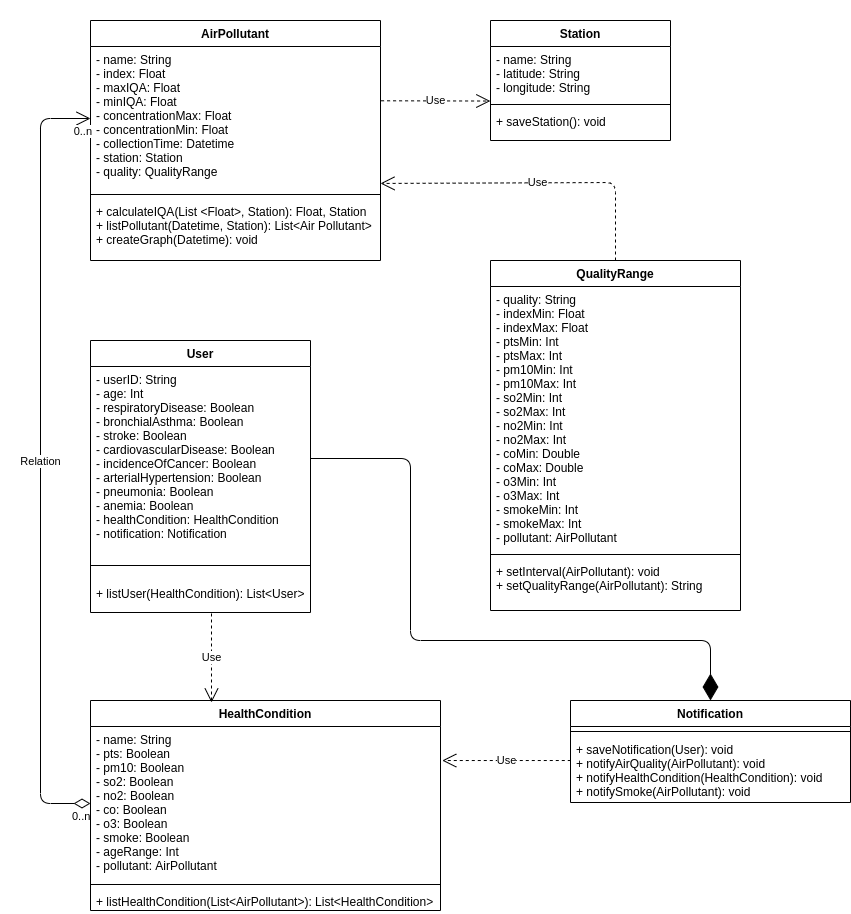 AirPollutant
- name: String
- index: Float
- maxIQA: Float
- minIQA: Float
- concentrationMax: Float
- concentrationMin: Float
- collectionTime: Datetime
- station: Station
- quality: QualityRange
+ calculateIQA(List <Float>, Station): Float, Station
+ listPollutant(Datetime, Station): List<Air Pollutant>
+ createGraph(Datetime): void
0..n
Use
Station
- name: String
- latitude: String
- longitude: String
+ saveStation(): void
Use
QualityRange
- quality: String
- indexMin: Float
- indexMax: Float
- ptsMin: Int
- ptsMax: Int
- pm10Min: Int
- pm10Max: Int
- so2Min: Int
- so2Max: Int
- no2Min: Int
- no2Max: Int
- coMin: Double
- coMax: Double
- o3Min: Int
- o3Max: Int
- smokeMin: Int
- smokeMax: Int
- pollutant: AirPollutant
+ setInterval(AirPollutant): void
+ setQualityRange(AirPollutant): String
User
- userID: String
- age: Int
- respiratoryDisease: Boolean
- bronchialAsthma: Boolean
- stroke: Boolean
- cardiovascularDisease: Boolean
- incidenceOfCancer: Boolean
- arterialHypertension: Boolean
- pneumonia: Boolean
- anemia: Boolean
- healthCondition: HealthCondition
- notification: Notification
+ listUser(HealthCondition): List<User>
Relation
Use
HealthCondition
- name: String
- pts: Boolean
- pm10: Boolean
- so2: Boolean
- no2: Boolean
- co: Boolean
- o3: Boolean
- smoke: Boolean
- ageRange: Int
- pollutant: AirPollutant
+ listHealthCondition(List<AirPollutant>): List<HealthCondition>
0..n
Use
Notification
+ saveNotification(User): void
+ notifyAirQuality(AirPollutant): void
+ notifyHealthCondition(HealthCondition): void
+ notifySmoke(AirPollutant): void